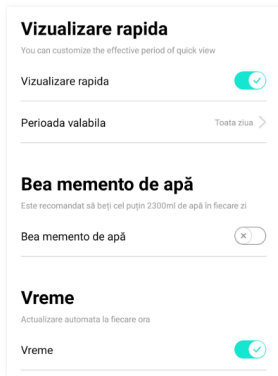 Vizualizare rapida
You can customize the effective period of quick view
Vizualizare rapida
Perioada valabila Toata ziua
Bea memento de apă
Este recomandat să beți cel puțin 2300ml de apă în fiecare zi
Bea memento de apă
Vreme
Actualizare automata la fiecare ora
Vreme